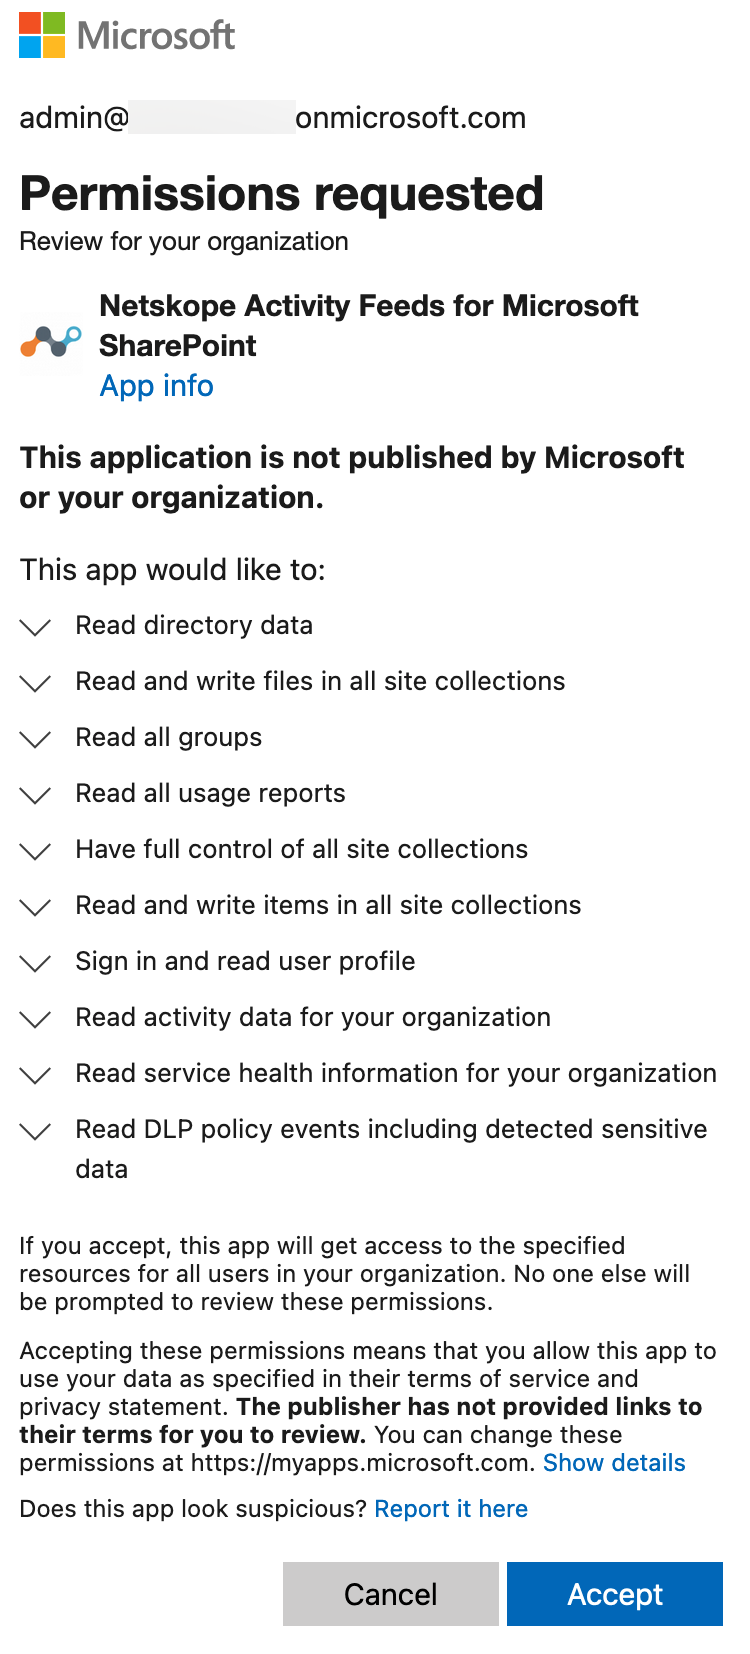 Microsoft
admin@ onmicrosoft.com
Permissions requested
Review for your organization
Netskope Activity Feeds for Microsoft
SharePoint
App info
This application is not published by Microsoft
or your organization.
This app would like to:
Read directory data
Read and write files in all site collections
Read all groups
Read all usage reports
Have full control of all site collections
Read and write items in all site collections
Sign in and read user profile
Read activity data for your organization
Read service health information for your organization
Read DLP policy events including detected sensitive
data
If you accept, this app will get access to the specified
resources for all users in your organization. No one else will
be prompted to review these permissions.
Accepting these permissions means that you allow this app to
use your data as specified in their terms of service and
privacy statement. The publisher has not provided links to
their terms for you to review. You can change these
permissions at https://myapps.microsoft.com. Show details
Does this app look suspicious? Report it here
Cancel Accept